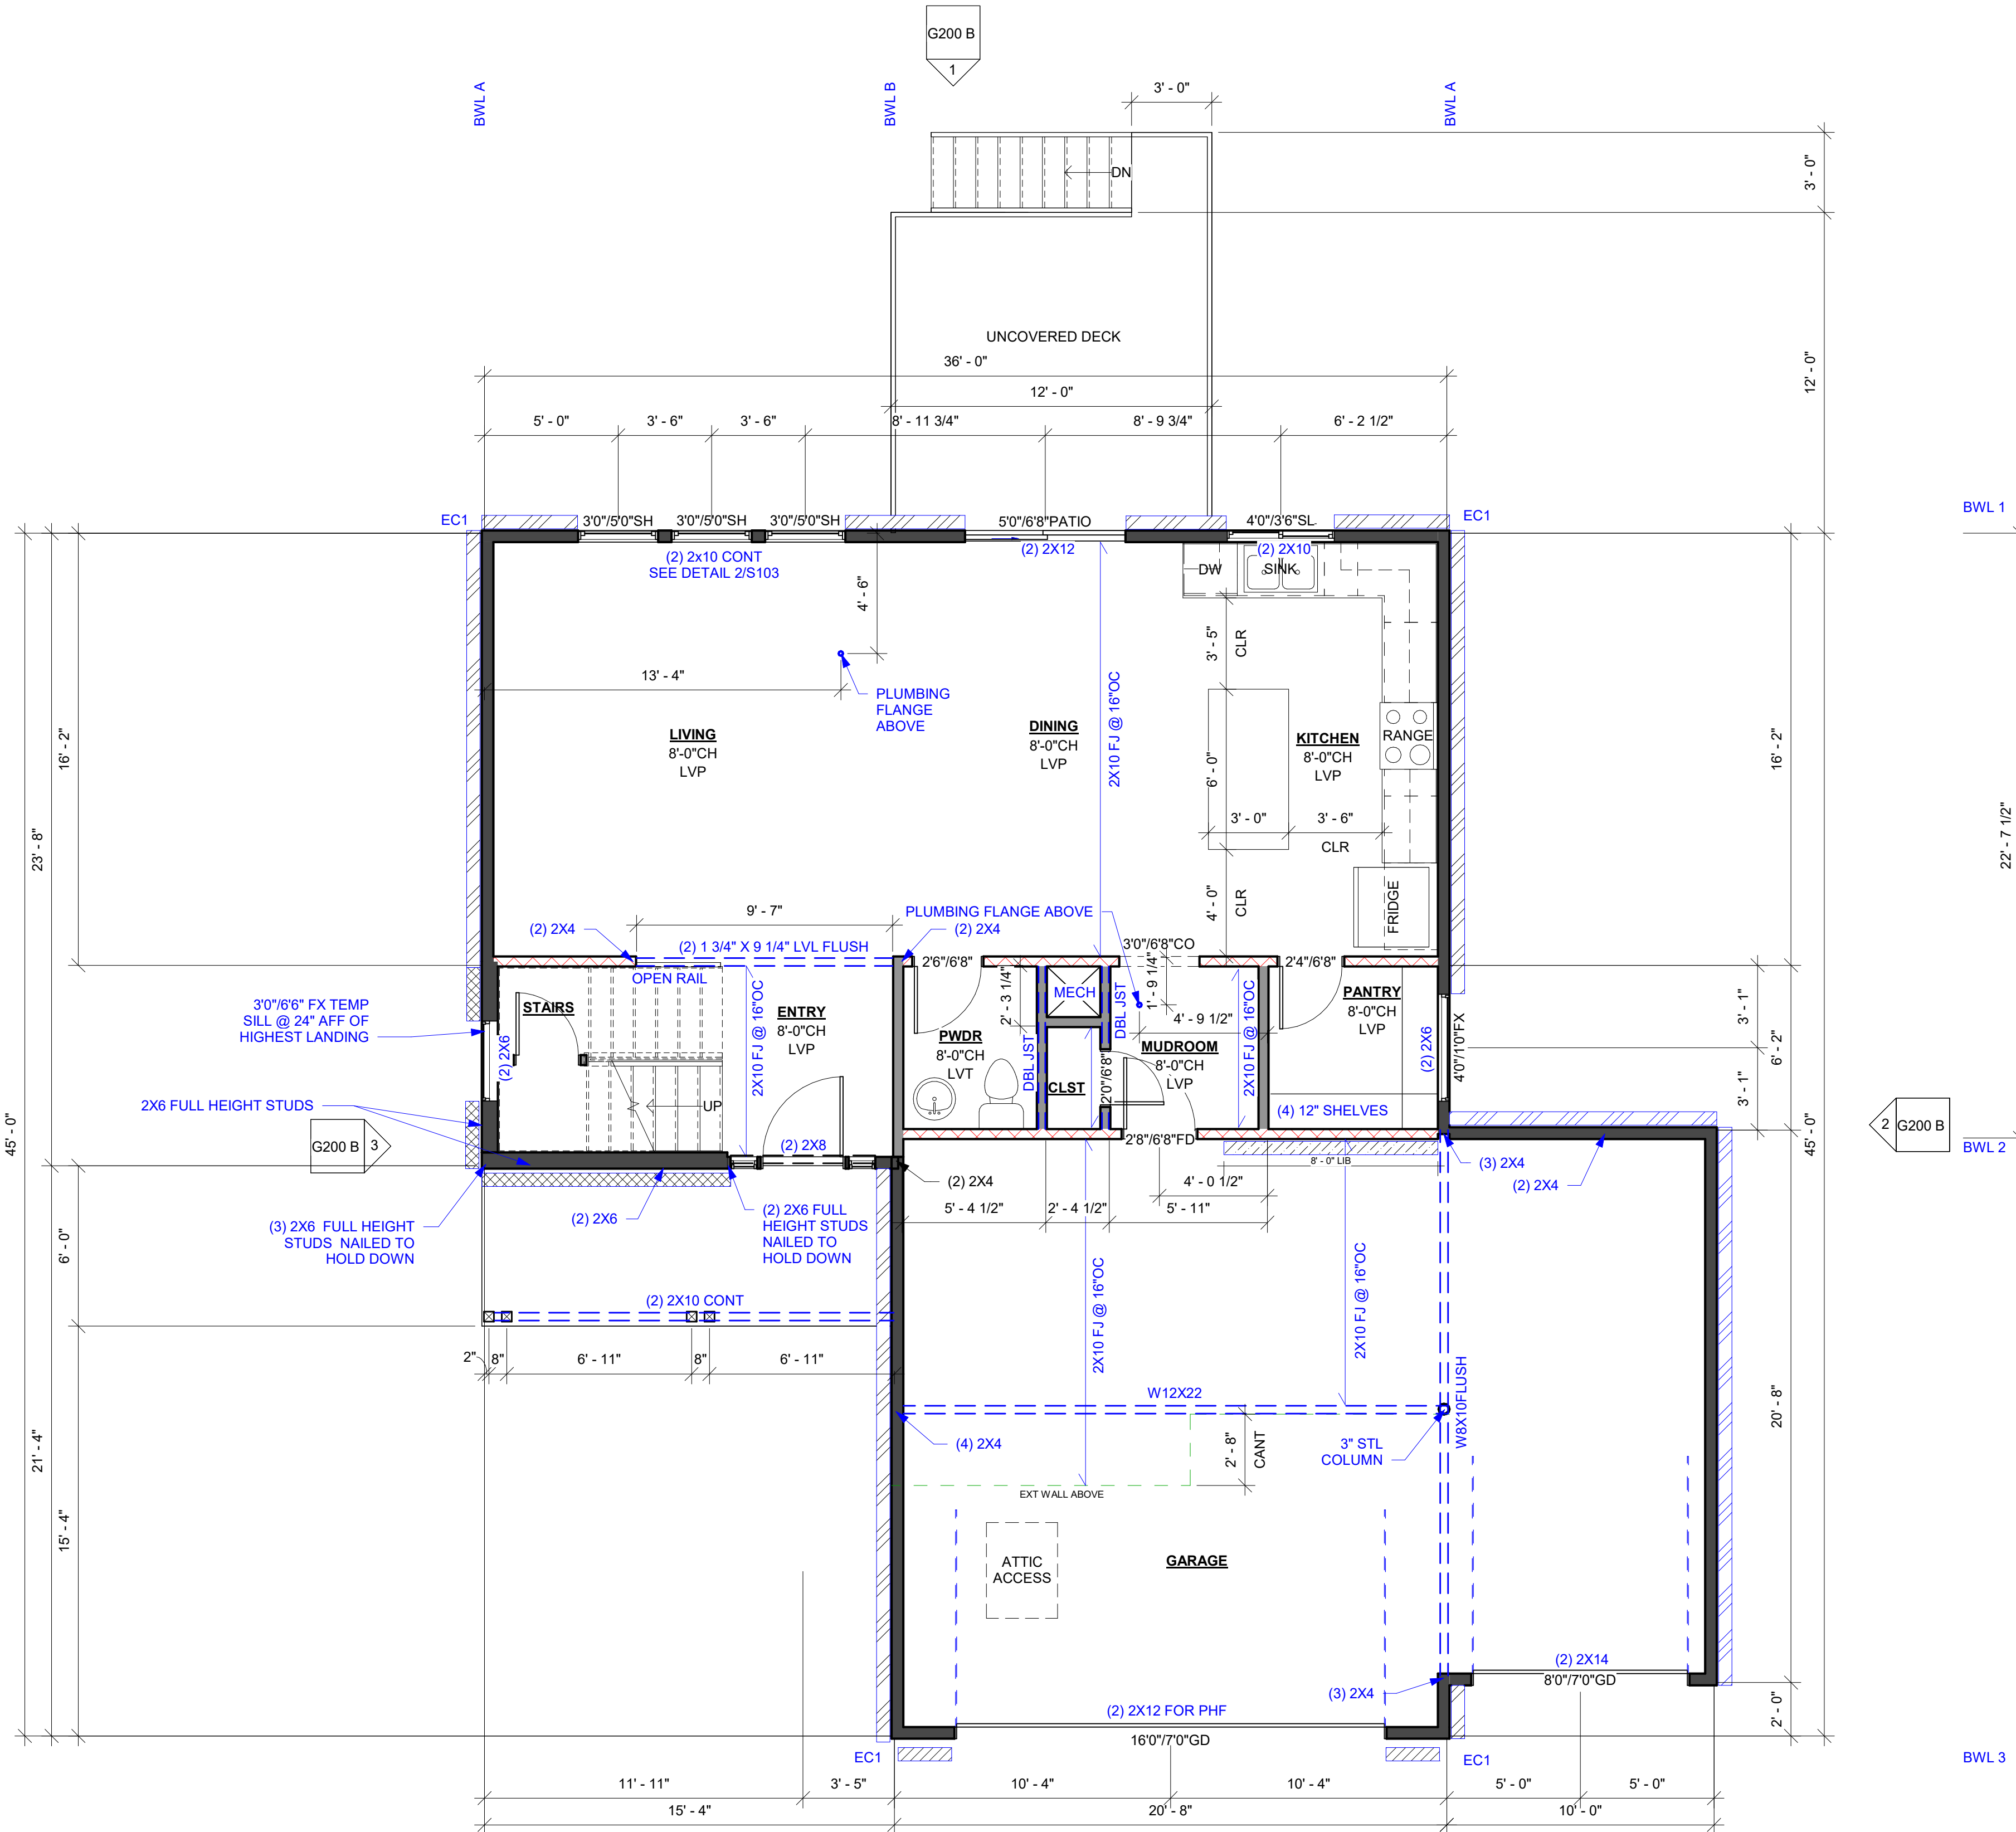 G200 B
1
BWL A
BWL B
BWL A
3' - 0"
DN
3' - 0"
12' - 0"
UNCOVERED DECK
36' - 0"
12' - 0"
5' - 0"
3' - 6"
3' - 6"
8' - 11 3/4"
8' - 9 3/4"
6' - 2 1/2"
BWL 1
EC1
3'0"/5'0"SH
3'0"/5'0"SH
3'0"/5'0"SH
5'0"/6'8"PATIO
4'0"/3'6"SL
EC1
(2) 2x10 CONT
SEE DETAIL 2/S103
(2) 2X12
(2) 2X10
DW
SINK
4' - 6"
3' - 5"
CLR
13' - 4"
PLUMBING
FLANGE
ABOVE
2X10 FJ @ 16"OC
LIVING
8'-0"CH
LVP
DINING
8'-0"CH
LVP
KITCHEN
8'-0"CH
LVP
RANGE
6' - 0"
3' - 0"
3' - 6"
CLR
16' - 2"
23' - 8"
45' - 0"
16' - 2"
22' - 7 1/2"
4' - 0"
CLR
FRIDGE
9' - 7"
PLUMBING FLANGE ABOVE
(2) 2X4
(2) 2X4
(2) 1 3/4" X 9 1/4" LVL FLUSH
3'0"/6'8"CO
2'6"/6'8"
2'4"/6'8"
OPEN RAIL
3'0"/6'6" FX TEMP
SILL @ 24" AFF OF
HIGHEST LANDING
STAIRS
(2) 2X6
2X10 FJ @ 16"OC
ENTRY
8'-0"CH
LVP
2' - 3 1/4"
MECH
DBL JST
1' - 9 1/4"
4' - 9 1/2"
2X10 FJ @ 16"OC
PANTRY
8'-0"CH
LVP
(2) 2X6
4'0"/1'0"FX
3' - 1"
6' - 2"
3' - 1"
PWDR
8'-0"CH
LVT
DBL JST
CLST
2'0"/6'8"
MUDROOM
8'-0"CH
LVP
(4) 12" SHELVES
2X6 FULL HEIGHT STUDS
UP
G200 B
3
2
G200 B
45' - 0"
BWL 2
(2) 2X8
2'8"/6'8"FD
8' - 0" LIB
(3) 2X4
(2) 2X4
(2) 2X4
4' - 0 1/2"
5' - 4 1/2"
2' - 4 1/2"
5' - 11"
(3) 2X6 FULL HEIGHT
STUDS NAILED TO
HOLD DOWN
(2) 2X6
(2) 2X6 FULL
HEIGHT STUDS
NAILED TO
HOLD DOWN
6' - 0"
(2) 2X10 CONT
2"
8"
6' - 11"
8"
6' - 11"
2X10 FJ @ 16"OC
2X10 FJ @ 16"OC
W12X22
W8X10FLUSH
(4) 2X4
2' - 8"
CANT
3" STL
COLUMN
20' - 8"
21' - 4"
15' - 4"
EXT WALL ABOVE
ATTIC
ACCESS
GARAGE
(2) 2X14
8'0"/7'0"GD
(3) 2X4
2' - 0"
(2) 2X12 FOR PHF
16'0"/7'0"GD
EC1
EC1
BWL 3
11' - 11"
3' - 5"
10' - 4"
10' - 4"
5' - 0"
5' - 0"
15' - 4"
20' - 8"
10' - 0"